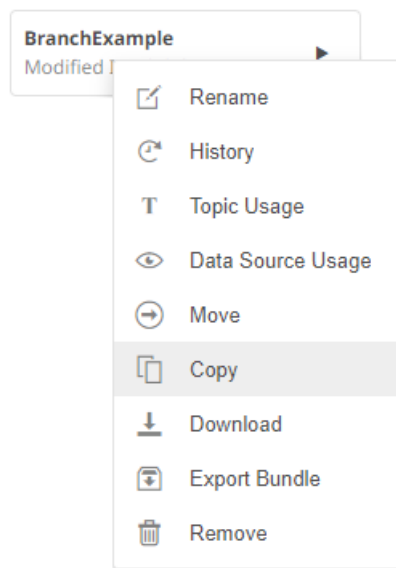 BranchExample
Modified
Rename
History
Topic Usage
Data Source Usage
Move
Copy
Download
Export Bundle
Remove